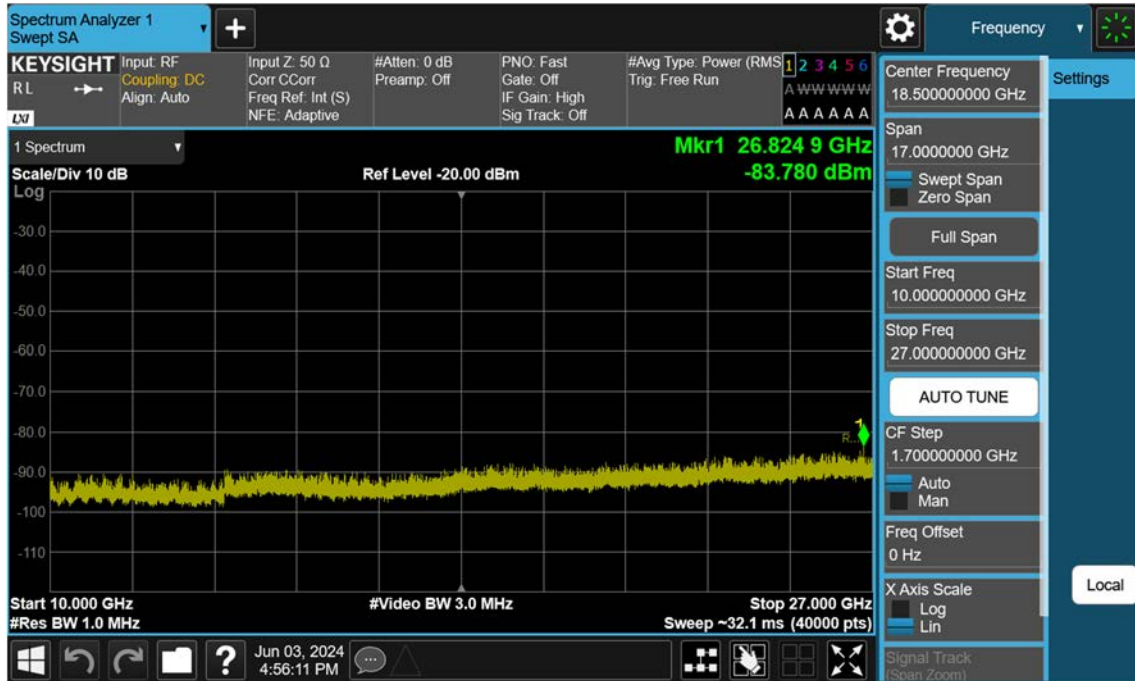 Spectrum Analyzer 1
Swept SA
Frequency
KEYSIGHT
R L
LXI
Input: RF
Coupling: DC
Align: Auto
Input Z: 50 Ω
Corr CCorr
Freq Ref: Int (S)
NFE: Adaptive
#Atten: 0 dB
Preamp: Off
PNO: Fast
Gate: Off
IF Gain: High
Sig Track: Off
#Avg Type: Power (RMS
Trig: Free Run
1 2 3 4 5 6
A W W W W W
A A A A A A
1 Spectrum
Scale/Div 10 dB
Ref Level -20.00 dBm
Mkr1 26.824 9 GHz
-83.780 dBm
Log
-30.0
-40.0
-50.0
-60.0
-70.0
-80.0
-90.0
-100
-110
1
R...
Start 10.000 GHz
#Video BW 3.0 MHz
Stop 27.000 GHz
#Res BW 1.0 MHz
Sweep ~32.1 ms (40000 pts)
?
Jun 03, 2024
4:56:11 PM
Center Frequency
18.500000000 GHz
Span
17.0000000 GHz
Swept Span
Zero Span
Full Span
Start Freq
10.000000000 GHz
Stop Freq
27.000000000 GHz
AUTO TUNE
CF Step
1.700000000 GHz
Auto
Man
Freq Offset
0 Hz
X Axis Scale
Log
Lin
Signal Track
(Span Zoom)
Settings
Local